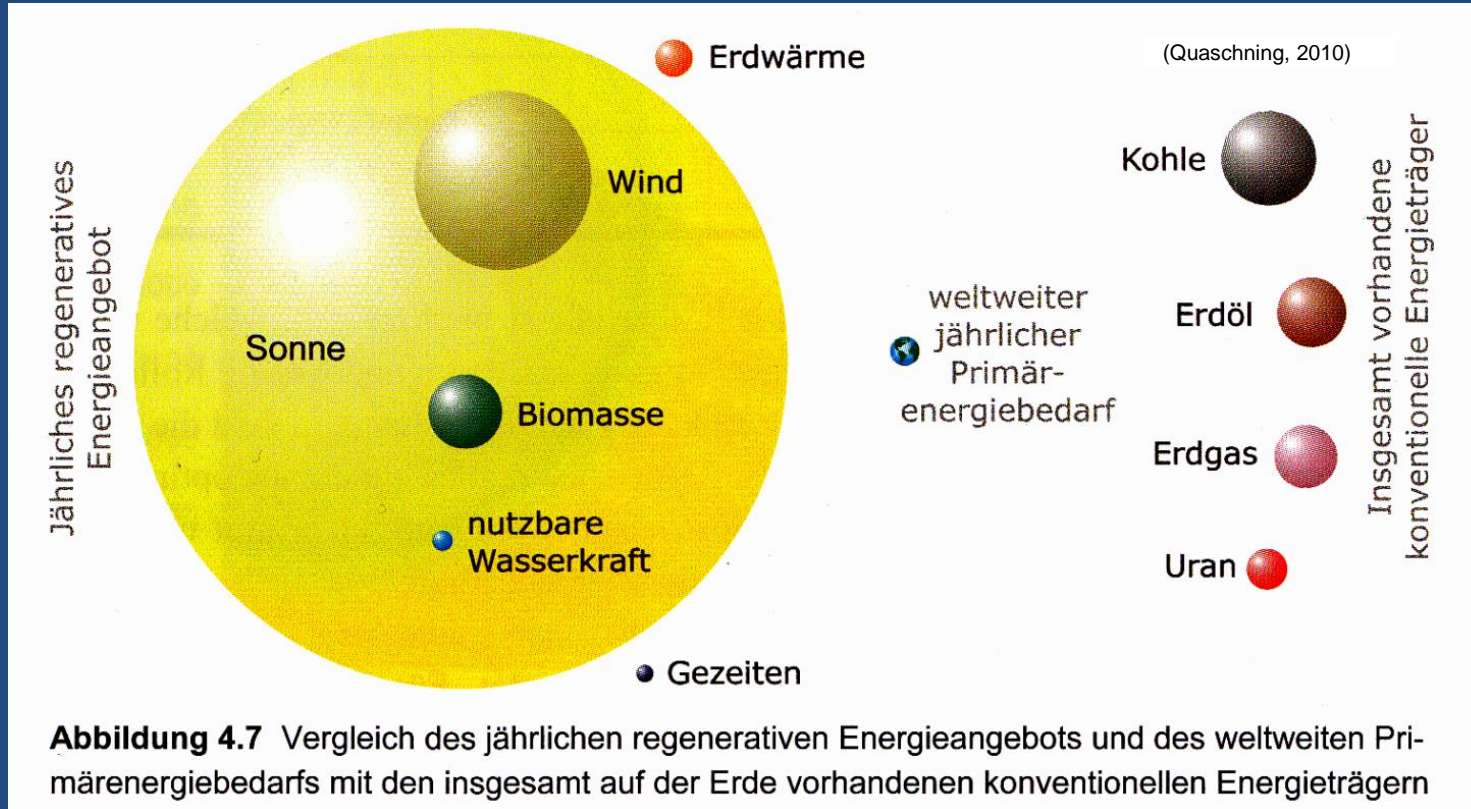 Jährliches regeneratives
Energieangebot
Erdwärme
(Quaschning, 2010)
Wind
Sonne
Biomasse
nutzbare
Wasserkraft
Gezeiten
weltweiter
jährlicher
Primär-
energiebedarf
Kohle
Erdöl
Erdgas
Uran
Insgesamt vorhandene
konventionelle Energieträger
Abbildung 4.7 Vergleich des jährlichen regenerativen Energieangebots und des weltweiten Pri-
märenergiebedarfs mit den insgesamt auf der Erde vorhandenen konventionellen Energieträgern